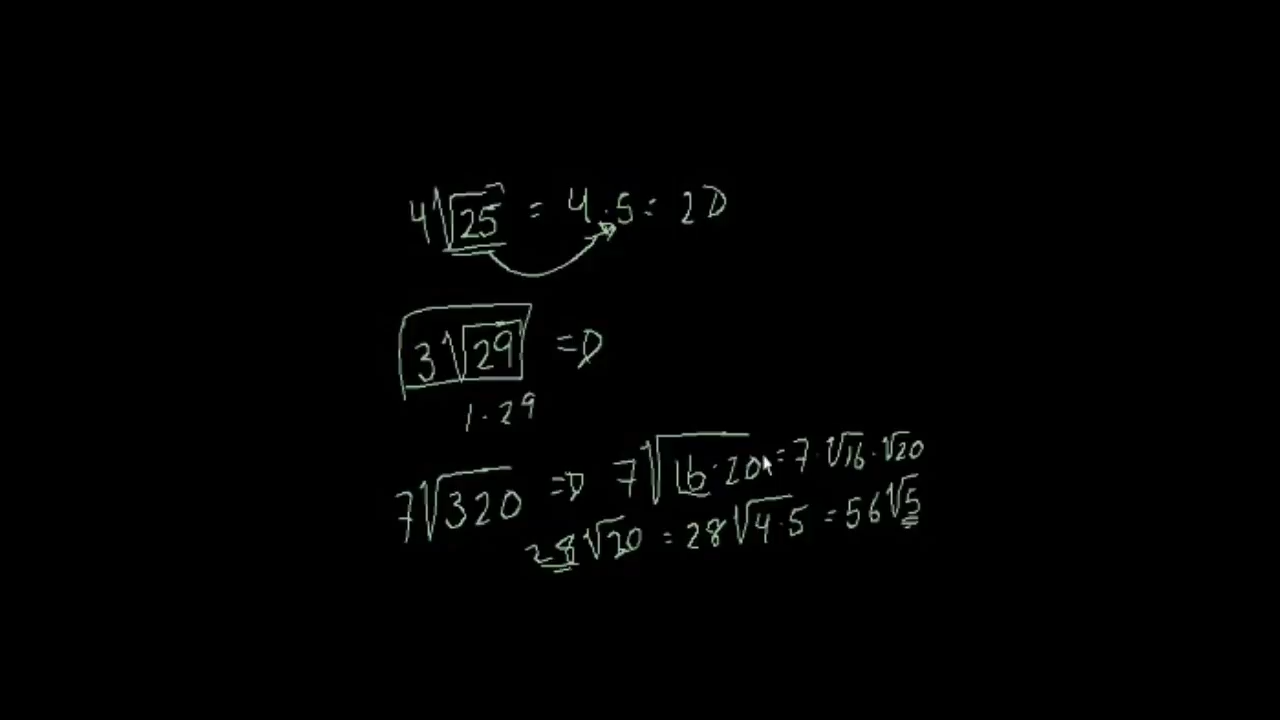 4√25 = 4·5 = 20
3√29 ⇒
1·29
7√320 ⇒ 7√16·20 = 7·√16·√20
28√20 = 28√4·5 = 56√5